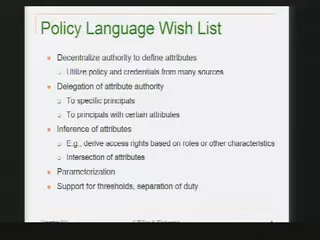 Policy Language Wish List
Decentralize authority to define attributes
Utilize policy and credentials from many sources
Delegation of attribute authority
To specific principals
To principals with certain attributes
Inference of attributes
E.g., derive access rights based on roles or other characteristics
Intersection of attributes
Parameterization
Support for thresholds, separation of duty